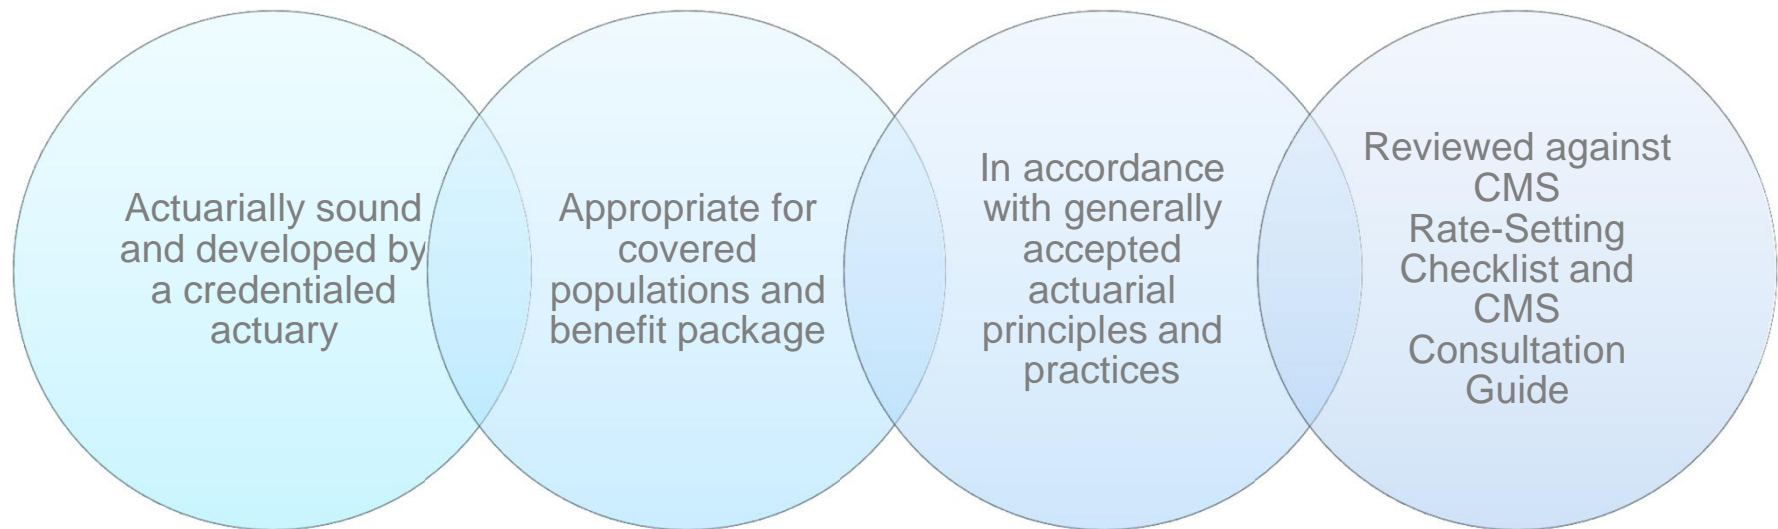 Actuarially sound
and developed by
a credentialed
actuary
Appropriate for
covered
populations and
benefit package
In accordance
with generally
accepted
actuarial
principles and
practices
Reviewed against
CMS
Rate-Setting
Checklist and
CMS
Consultation
Guide